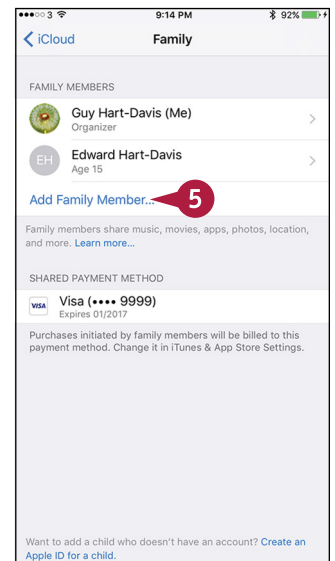 3 9:14 PM 92%
iCloud Family
FAMILY MEMBERS
Guy Hart-Davis (Me)
Organizer
EH Edward Hart-Davis
Age 15
Add Family Member... 5
Family members share music, movies, apps, photos, location,
and more. Learn more...
SHARED PAYMENT METHOD
VISA Visa (•••• 9999)
Expires 01/2017
Purchases initiated by family members will be billed to this
payment method. Change it in iTunes & App Store Settings.
Want to add a child who doesn't have an account? Create an
Apple ID for a child.